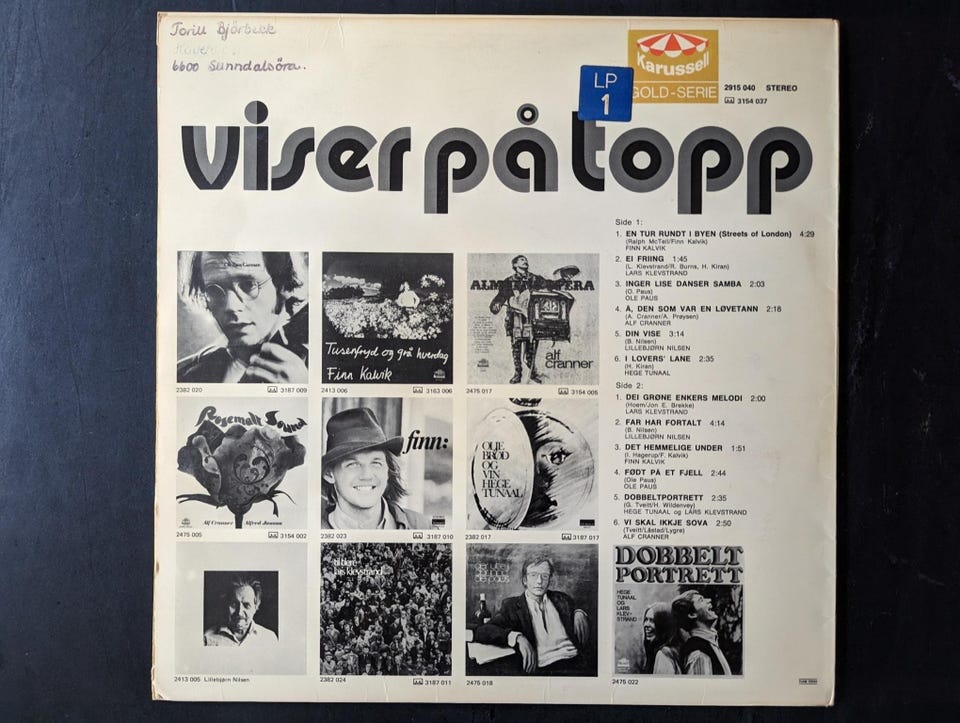 Torill Bjørbekk
6600 Sunndalsöra.
Karussell
GOLD-SERIE
LP
1
2915 040 STEREO
3154 037
viser på topp
Side 1:
1. EN TUR RUNDT I BYEN (Streets of London) 4:29
(Ralph McTell/Finn Kalvik)
FINN KALVIK
2. EI FRIING 1:45
(L. Klevstrand/R. Burns, H. Kiran)
LARS KLEVSTRAND
3. INGER LISE DANSER SAMBA 2:03
(O. Paus)
OLE PAUS
4. Å, DEN SOM VAR EN LØVETANN 2:18
(A. Cranner/A. Prøysen)
ALF CRANNER
5. DIN VISE 3:14
(B. Nilsen)
LILLEBJØRN NILSEN
6. I LOVERS' LANE 2:35
(H. Kiran)
HEGE TUNAAL
Side 2:
1. DEI GRØNE ENKERS MELODI 2:00
(Hoem/Jon E. Brekke)
LARS KLEVSTRAND
2. FAR HAR FORTALT 4:14
(B. Nilsen)
LILLEBJØRN NILSEN
3. DET HEMMELIGE UNDER 1:51
(I. Hagerup/F. Kalvik)
FINN KALVIK
4. FØDT PÅ ET FJELL 2:44
(Ole Paus)
OLE PAUS
5. DOBBELTPORTRETT 2:35
(G. Tveitt/H. Wildenvey)
HEGE TUNAAL og LARS KLEVSTRAND
6. VI SKAL IKKJE SOVA 2:50
(Tveitt/Låstad/Lygre)
ALF CRANNER
2382 020 3187 009
Tusenfryd og grå hverdag
Finn Kalvik
2413 006 3163 006
alf
cranner
2475 017 3154 005
Rosemalt Sound
Alf Cranner Alfred Janson
2475 005 3154 002
finn:
2382 023 3187 010
OLJE
BRØD
OG
VIN
HEGE
TUNAAL
2382 017 3187 017
2413 005 Lillebjørn Nilsen
til dere
lars klevstrand
2382 024 3187 011
2475 018
DOBBELT
PORTRETT
HEGE
TUNAAL
OG
LARS
KLEV-
STRAND
2475 022